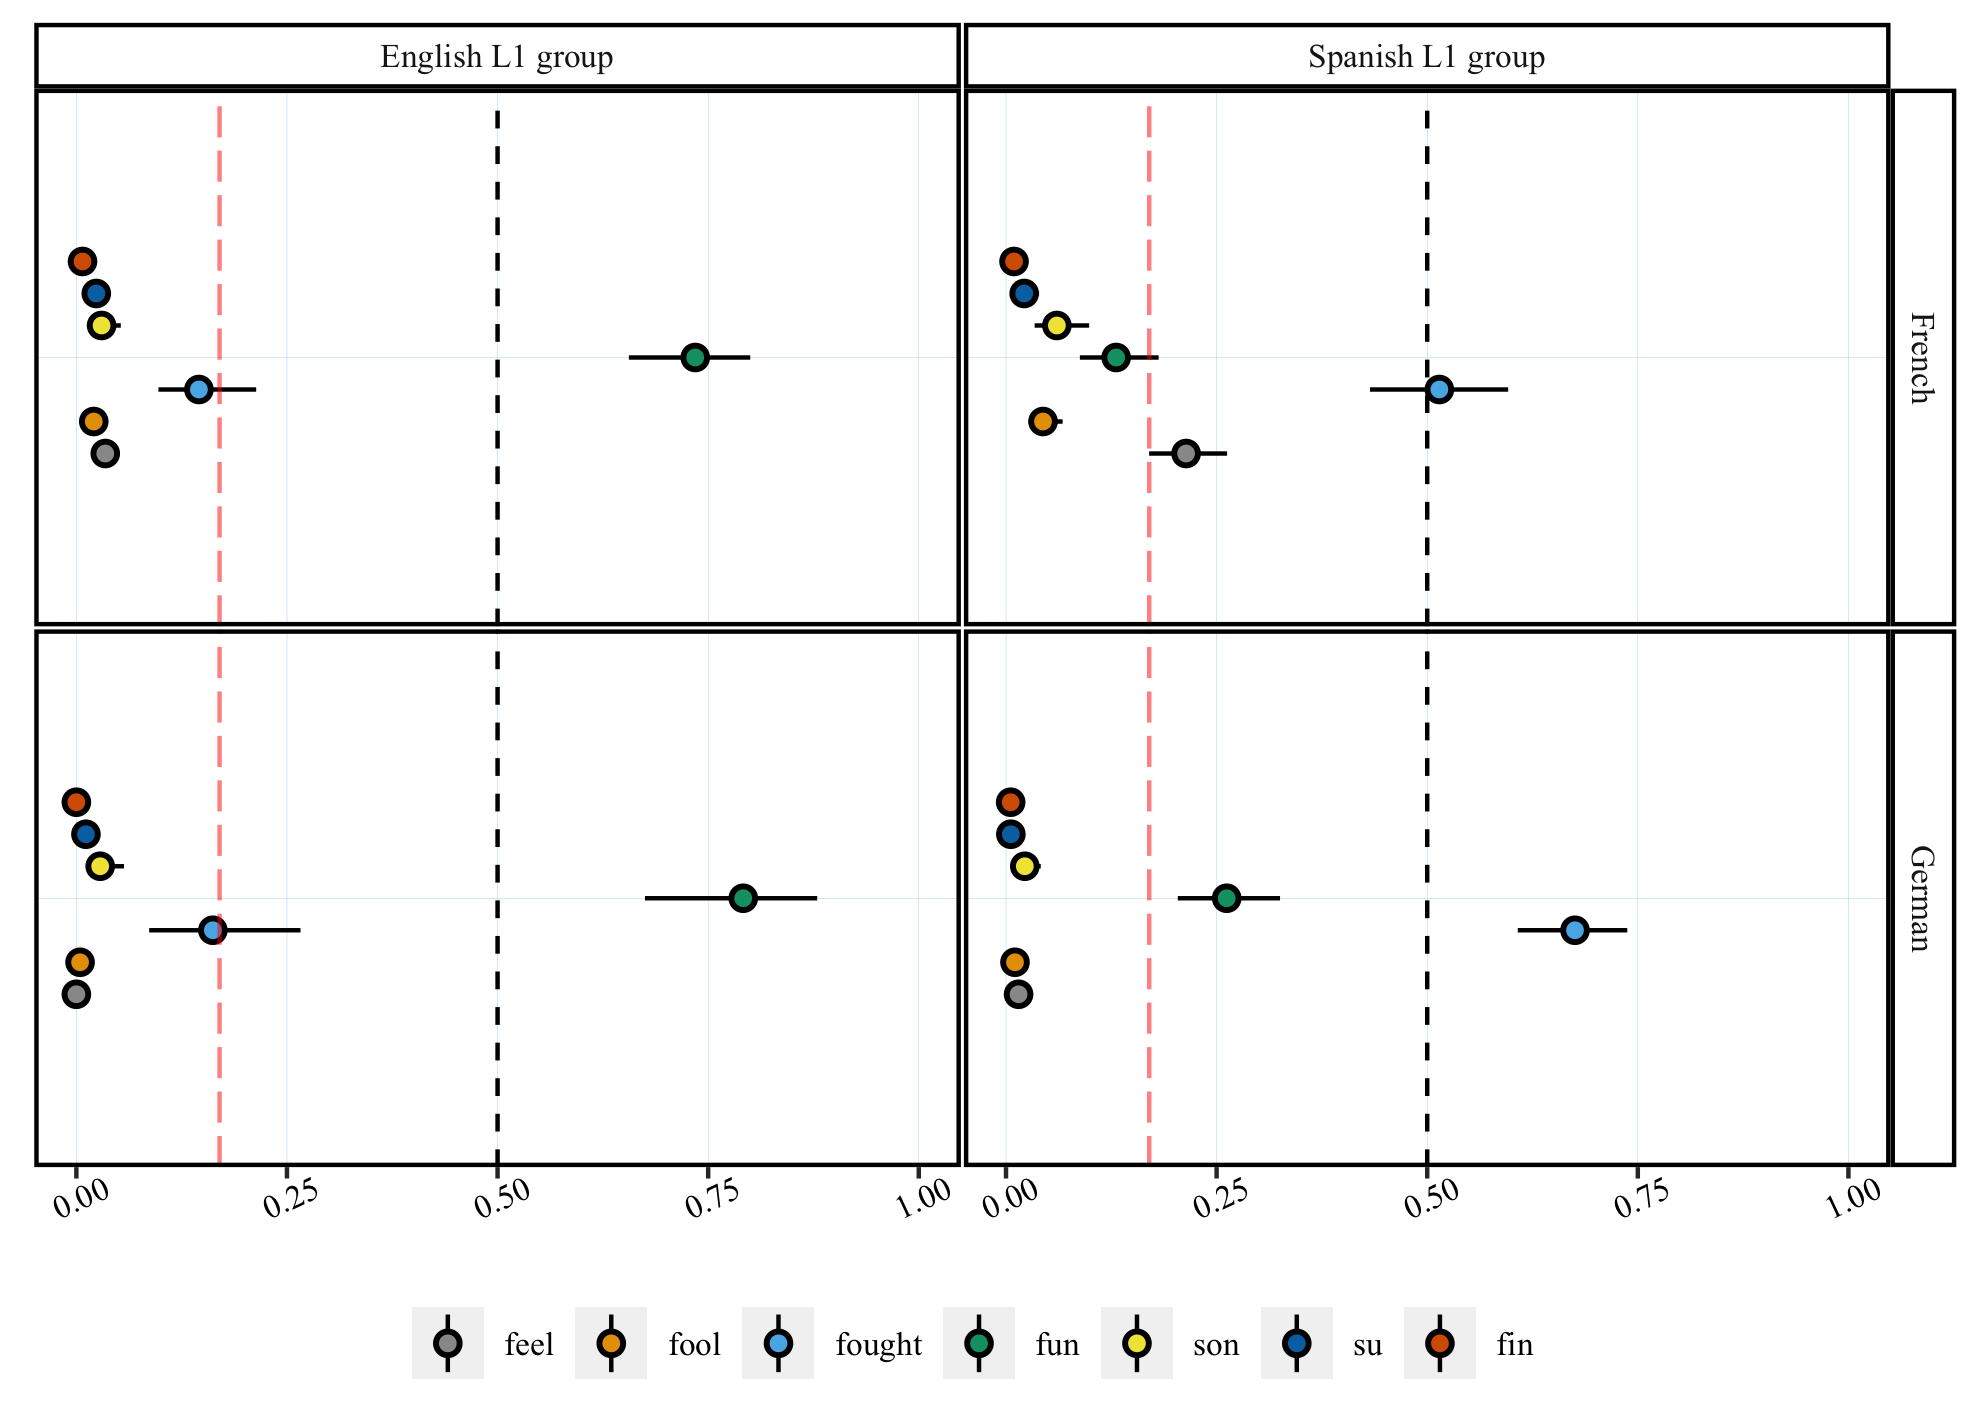 English L1 group
Spanish L1 group
French
German
0.00 0.25 0.50 0.75 1.00 0.00 0.25 0.50 0.75 1.00
feel fool fought fun son su fin